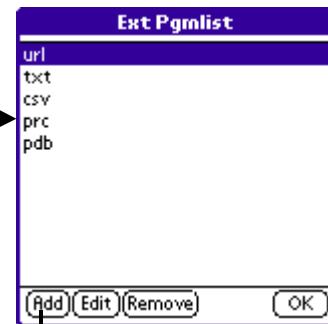 Ext Pgmlist
url
txt
csv
prc
pdb
Add Edit Remove OK